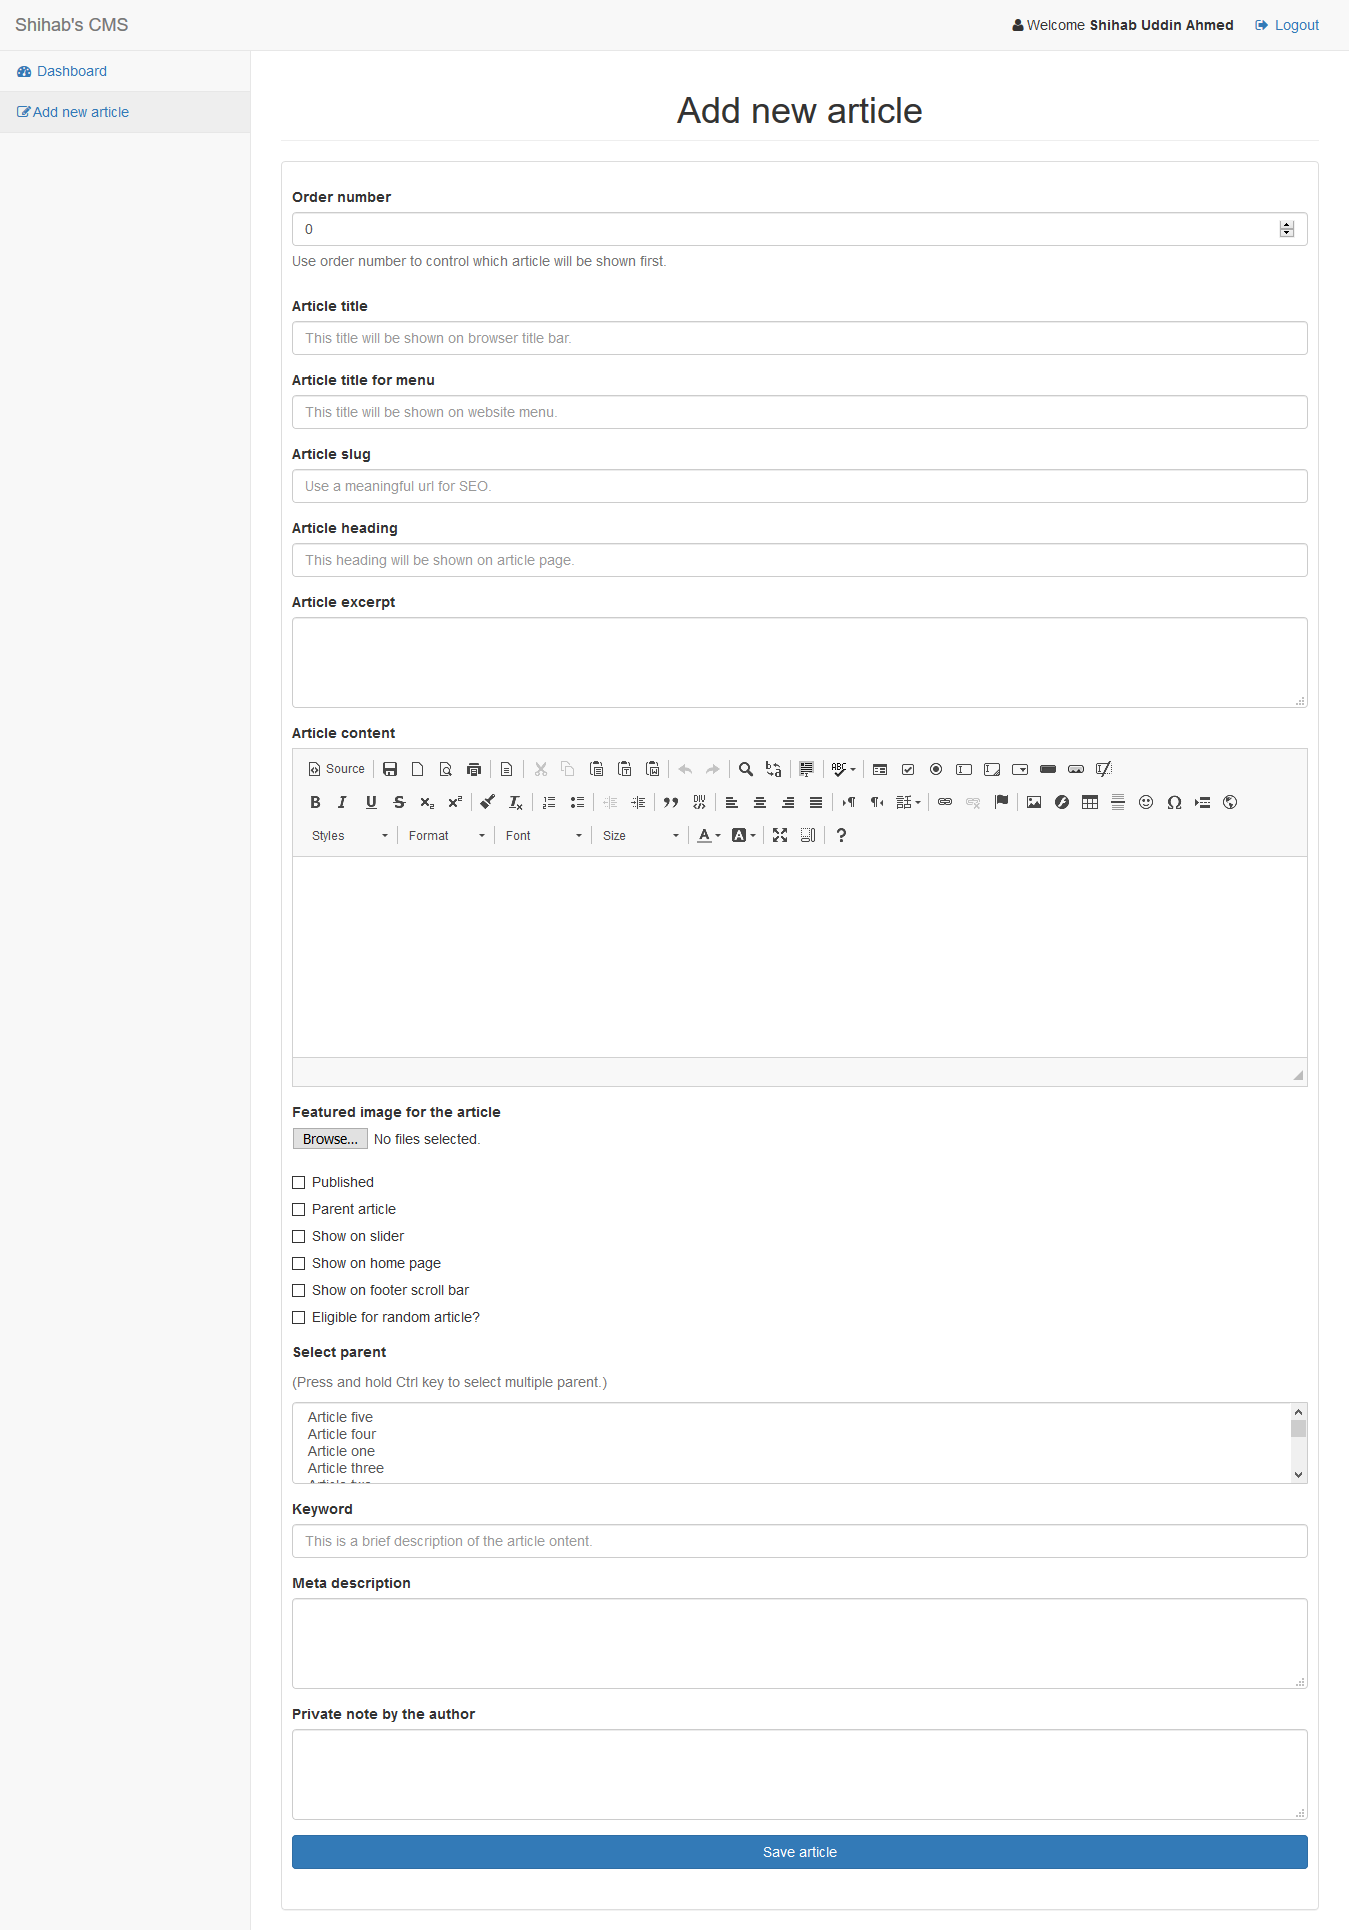 Shihab's CMS
Welcome Shihab Uddin Ahmed Logout
Dashboard
Add new article
Add new article
Order number
0
Use order number to control which article will be shown first.
Article title
This title will be shown on browser title bar.
Article title for menu
This title will be shown on website menu.
Article slug
Use a meaningful url for SEO.
Article heading
This heading will be shown on article page.
Article excerpt
Article content
Source
Styles Format Font Size
Featured image for the article
Browse... No files selected.
Published
Parent article
Show on slider
Show on home page
Show on footer scroll bar
Eligible for random article?
Select parent
(Press and hold Ctrl key to select multiple parent.)
Article five
Article four
Article one
Article three
Article two
Keyword
This is a brief description of the article ontent.
Meta description
Private note by the author
Save article